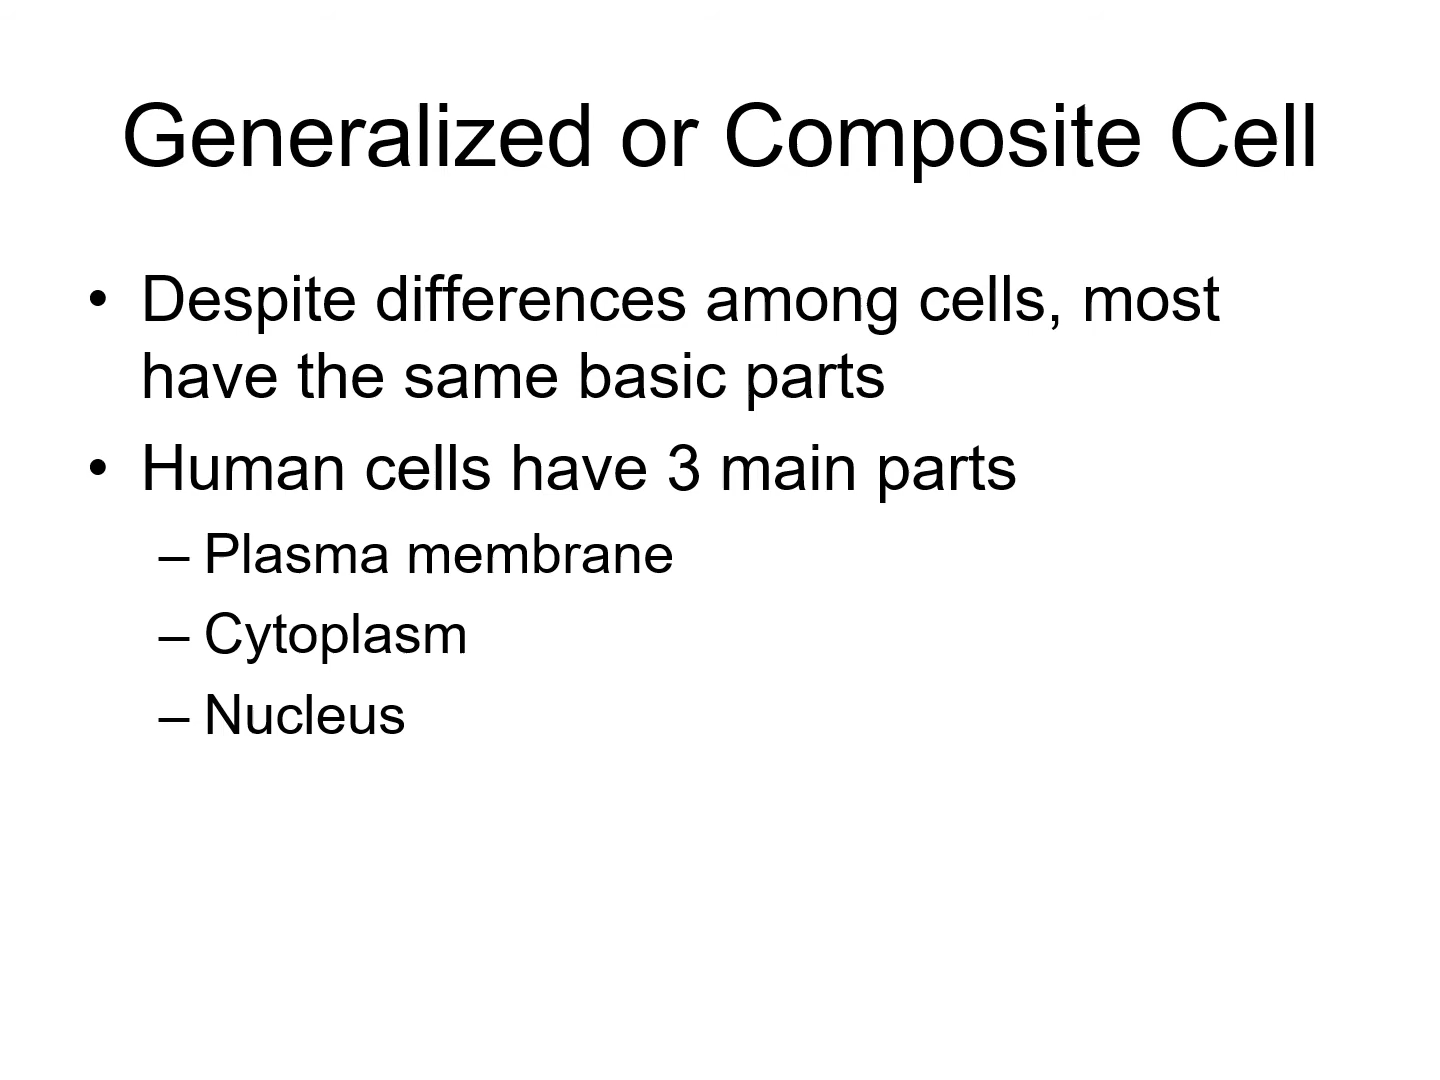 Generalized or Composite Cell
• Despite differences among cells, most
have the same basic parts
• Human cells have 3 main parts
– Plasma membrane
– Cytoplasm
– Nucleus